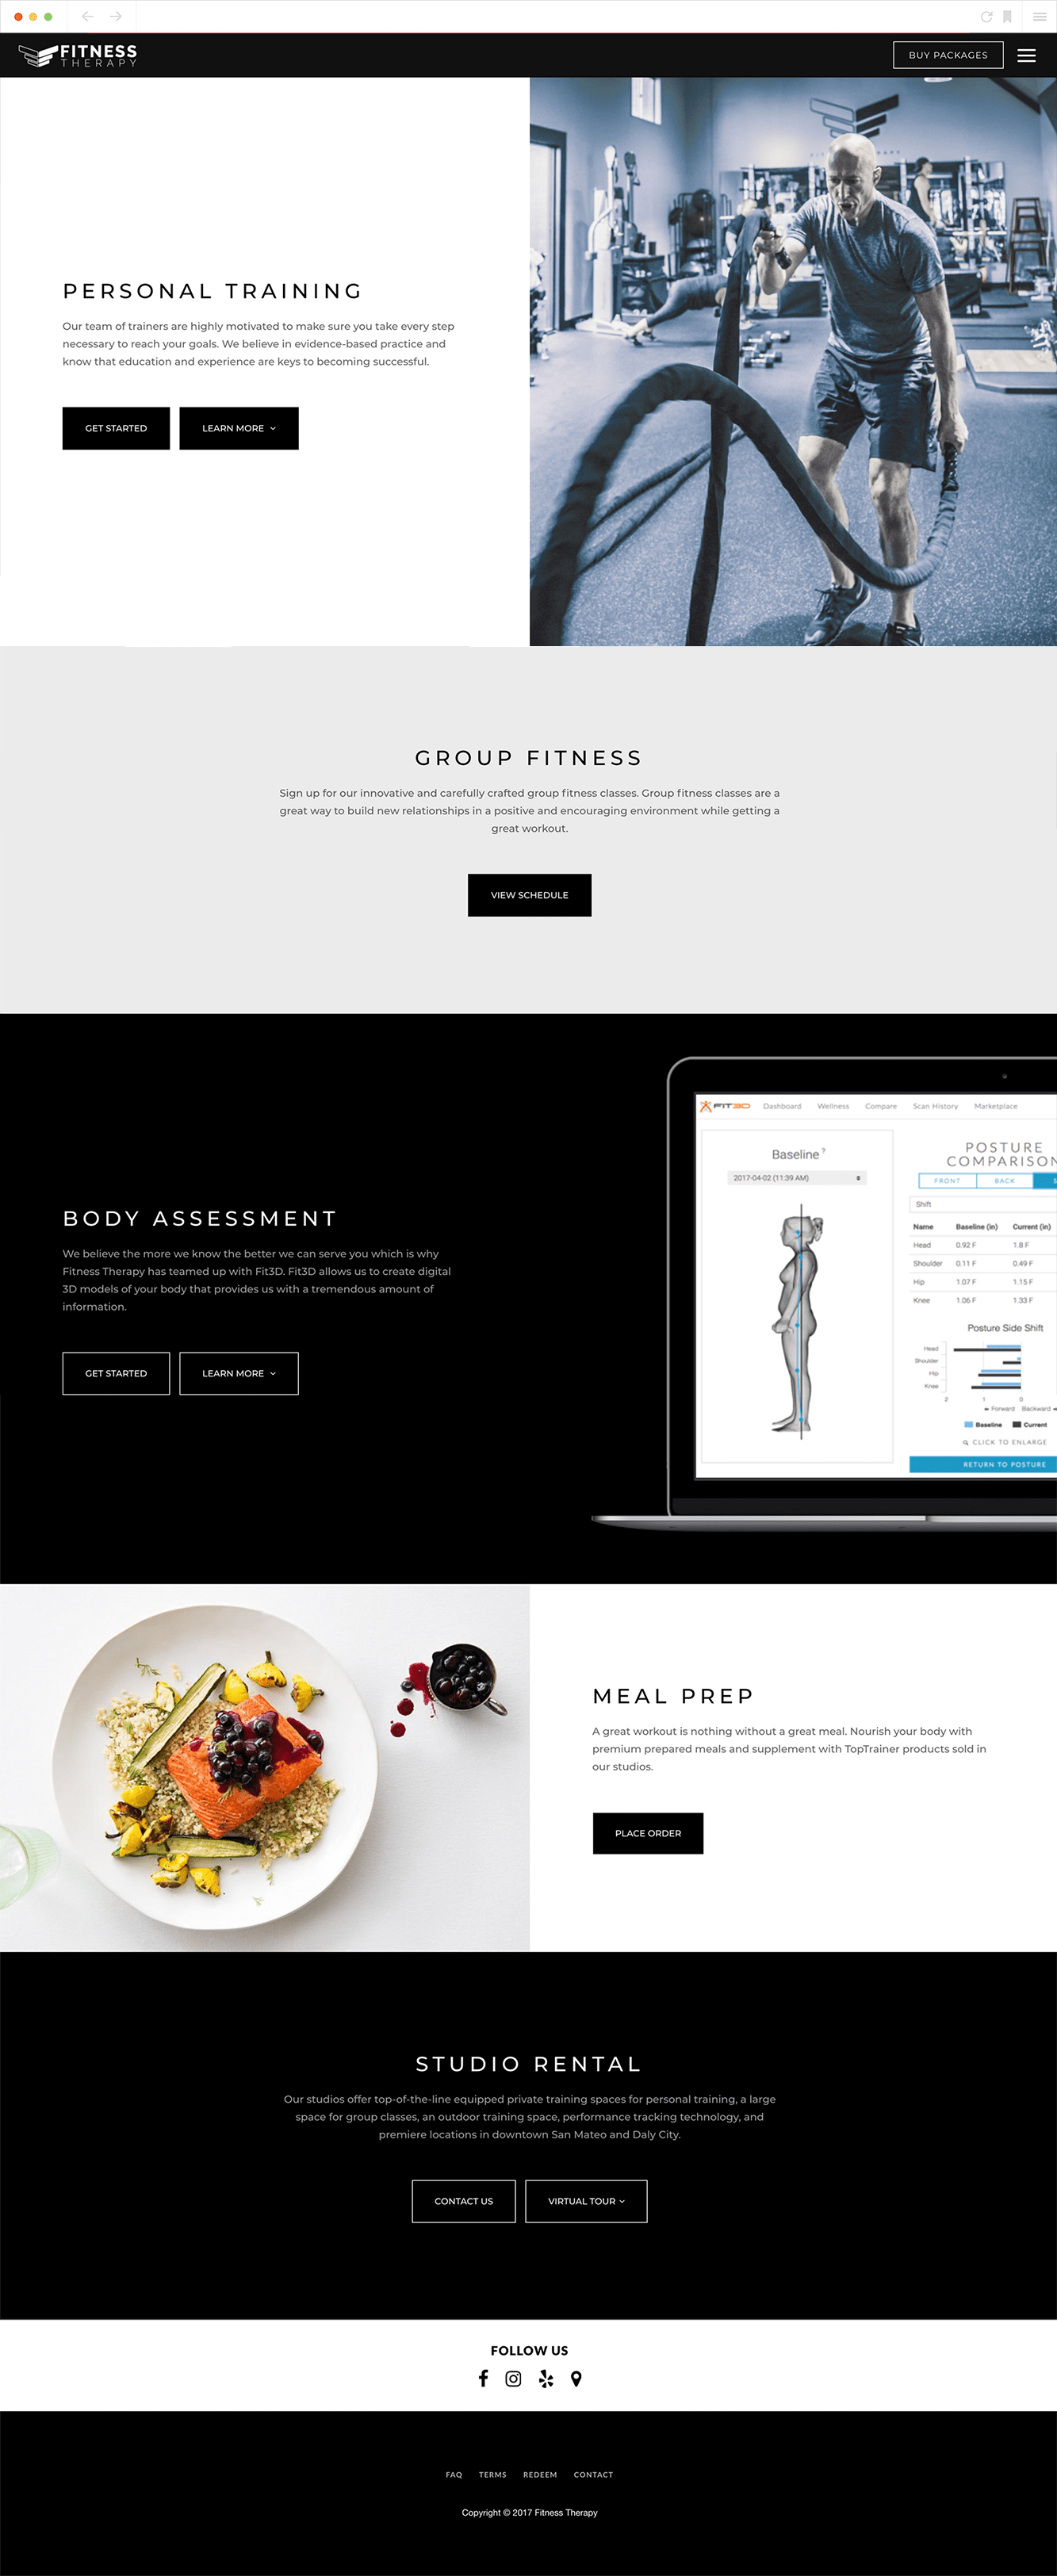 FITNESS
THERAPY
BUY PACKAGES
PERSONAL TRAINING
Our team of trainers are highly motivated to make sure you take every step
necessary to reach your goals. We believe in evidence-based practice and
know that education and experience are keys to becoming successful.
GET STARTED
LEARN MORE
18
GROUP FITNESS
Sign up for our innovative and carefully crafted group fitness classes. Group fitness classes are a
great way to build new relationships in a positive and encouraging environment while getting a
great workout.
VIEW SCHEDULE
BODY ASSESSMENT
We believe the more we know the better we can serve you which is why
Fitness Therapy has teamed up with Fit3D. Fit3D allows us to create digital
3D models of your body that provides us with a tremendous amount of
information.
GET STARTED
LEARN MORE
FIT3D Dashboard Wellness Compare Scan History Marketplace
Baseline ?
2017-04-02 (11:39 AM)
POSTURE
COMPARISON
FRONT BACK S
Shift
Name Baseline (in) Current (in)
Head 0.92 F 1.8 F
Shoulder 0.11 F 0.49 F
Hip 1.07 F 1.15 F
Knee 1.06 F 1.33 F
Posture Side Shift
Head
Shoulder
Hip
Knee
2 1 0
Forward Backward
Baseline Current
CLICK TO ENLARGE
RETURN TO POSTURE
MEAL PREP
A great workout is nothing without a great meal. Nourish your body with
premium prepared meals and supplement with TopTrainer products sold in
our studios.
PLACE ORDER
STUDIO RENTAL
Our studios offer top-of-the-line equipped private training spaces for personal training, a large
space for group classes, an outdoor training space, performance tracking technology, and
premiere locations in downtown San Mateo and Daly City.
CONTACT US
VIRTUAL TOUR
FOLLOW US
FAQ TERMS REDEEM CONTACT
Copyright © 2017 Fitness Therapy